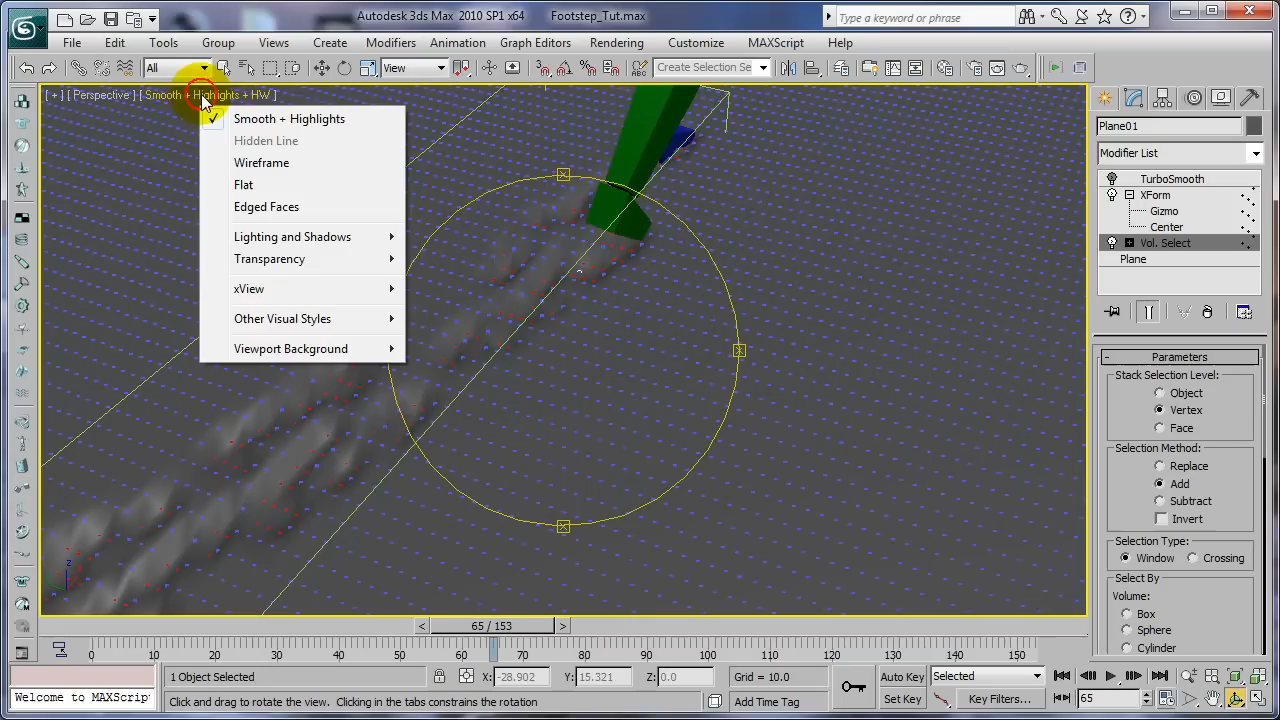 Autodesk 3ds Max 2010 SP1 x64 Footstep_Tut.max
Type a keyword or phrase
File Edit Tools Group Views Create Modifiers Animation Graph Editors Rendering Customize MAXScript Help
All View Create Selection Se
[ + ] [ Perspective ] [ Smooth + Highlights + HW ]
Smooth + Highlights
Hidden Line
Wireframe
Flat
Edged Faces
Lighting and Shadows
Transparency
xView
Other Visual Styles
Viewport Background
z
Plane01
Modifier List
TurboSmooth
XForm
Gizmo
Center
Vol. Select
Plane
Parameters
Stack Selection Level:
Object
Vertex
Face
Selection Method:
Replace
Add
Subtract
Invert
Selection Type:
Window Crossing
Select By
Volume:
Box
Sphere
Cylinder
< 65 / 153 >
0 10 20 30 40 50 60 70 80 90 100 110 120 130 140 150
1 Object Selected X: -28.902 Y: 15.321 Z: 0.0 Grid = 10.0 Auto Key Selected
Welcome to MAXScrip Click and drag to rotate the view. Clicking in the tabs constrains the rotation Add Time Tag Set Key Key Filters... 65